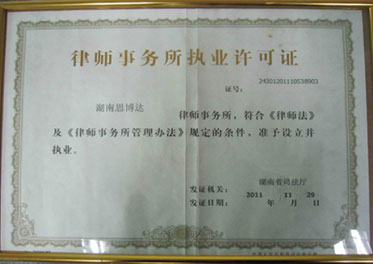 律师事务所执业许可证
证号： 24301201110538903
湖南思博达 律师事务所，符合《律师法》
及《律师事务所管理办法》规定的条件，准予设立并
执业。
发证机关： 湖南省司法厅
发证日期： 2011 年 11 月 29 日